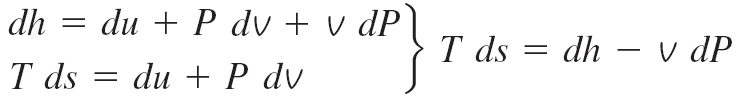 dh = du + P dv + v dP
T ds = du + P dv
} T ds = dh − v dP